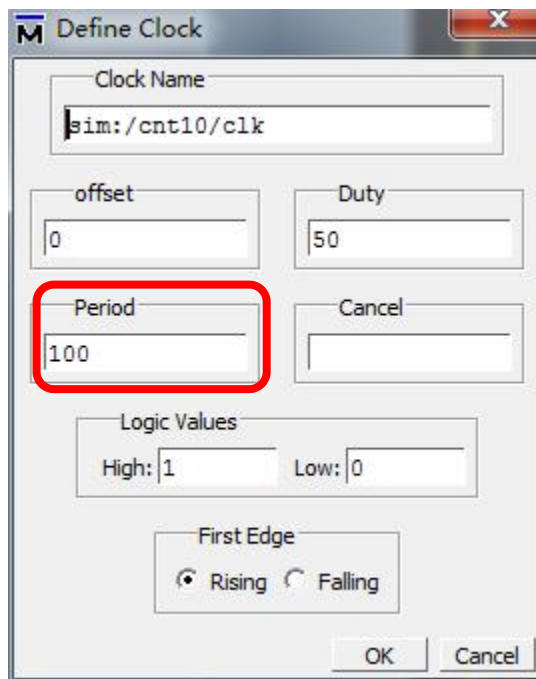 M Define Clock
Clock Name
sim:/cnt10/clk
offset Duty
0 50
Period Cancel
100
Logic Values
High: 1 Low: 0
First Edge
Rising Falling
OK Cancel